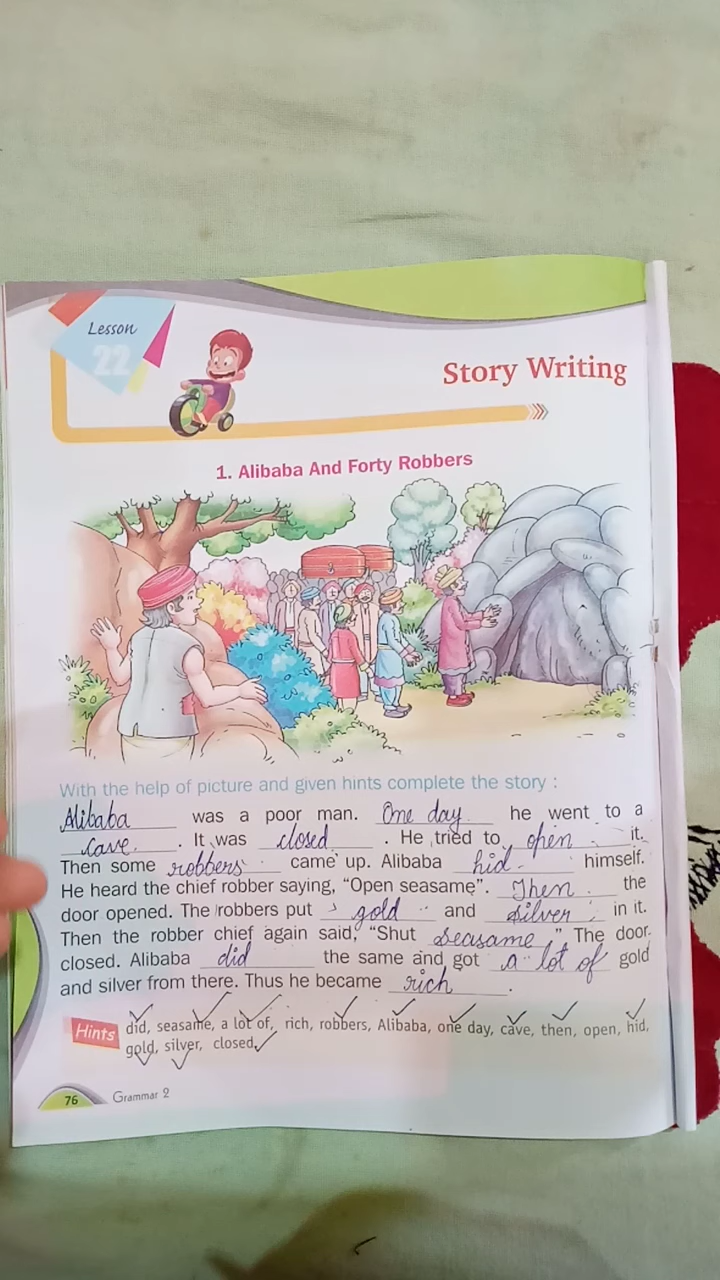 Lesson
22
Story Writing
1. Alibaba And Forty Robbers
With the help of picture and given hints complete the story :
Alibaba was a poor man. One day he went to a
cave. It was closed. He tried to open it.
Then some robbers came up. Alibaba hid himself.
He heard the chief robber saying, “Open seasame”. Then the
door opened. The robbers put gold and silver in it.
Then the robber chief again said, “Shut seasame.” The door
closed. Alibaba did the same and got a lot of gold
and silver from there. Thus he became rich.
Hints did, seasame, a lot of, rich, robbers, Alibaba, one day, cave, then, open, hid,
gold, silver, closed
76 Grammar 2